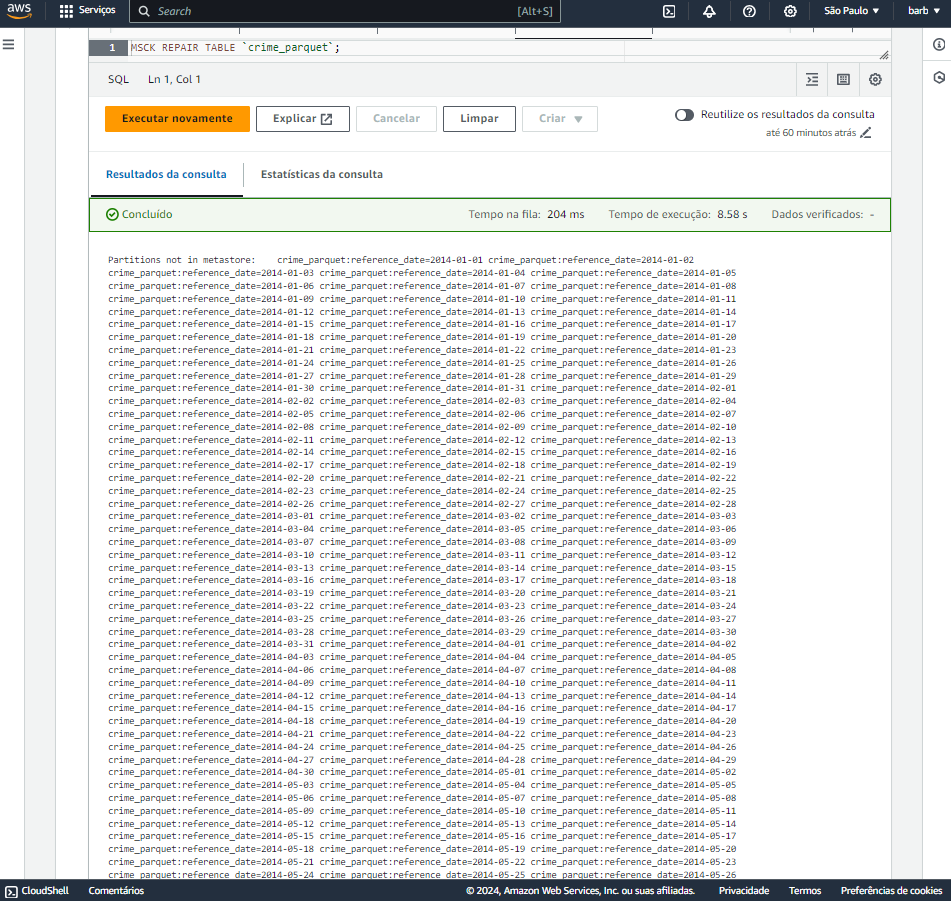 aws Serviços Search [Alt+S] São Paulo ▼ barb ▼
1 MSCK REPAIR TABLE `crime_parquet`;
SQL Ln 1, Col 1
Executar novamente Explicar Cancelar Limpar Criar ▼ Reutilize os resultados da consulta
até 60 minutos atrás
Resultados da consulta Estatísticas da consulta
Concluído Tempo na fila: 204 ms Tempo de execução: 8.58 s Dados verificados: -
Partitions not in metastore: crime_parquet:reference_date=2014-01-01 crime_parquet:reference_date=2014-01-02
crime_parquet:reference_date=2014-01-03 crime_parquet:reference_date=2014-01-04 crime_parquet:reference_date=2014-01-05
crime_parquet:reference_date=2014-01-06 crime_parquet:reference_date=2014-01-07 crime_parquet:reference_date=2014-01-08
crime_parquet:reference_date=2014-01-09 crime_parquet:reference_date=2014-01-10 crime_parquet:reference_date=2014-01-11
crime_parquet:reference_date=2014-01-12 crime_parquet:reference_date=2014-01-13 crime_parquet:reference_date=2014-01-14
crime_parquet:reference_date=2014-01-15 crime_parquet:reference_date=2014-01-16 crime_parquet:reference_date=2014-01-17
crime_parquet:reference_date=2014-01-18 crime_parquet:reference_date=2014-01-19 crime_parquet:reference_date=2014-01-20
crime_parquet:reference_date=2014-01-21 crime_parquet:reference_date=2014-01-22 crime_parquet:reference_date=2014-01-23
crime_parquet:reference_date=2014-01-24 crime_parquet:reference_date=2014-01-25 crime_parquet:reference_date=2014-01-26
crime_parquet:reference_date=2014-01-27 crime_parquet:reference_date=2014-01-28 crime_parquet:reference_date=2014-01-29
crime_parquet:reference_date=2014-01-30 crime_parquet:reference_date=2014-01-31 crime_parquet:reference_date=2014-02-01
crime_parquet:reference_date=2014-02-02 crime_parquet:reference_date=2014-02-03 crime_parquet:reference_date=2014-02-04
crime_parquet:reference_date=2014-02-05 crime_parquet:reference_date=2014-02-06 crime_parquet:reference_date=2014-02-07
crime_parquet:reference_date=2014-02-08 crime_parquet:reference_date=2014-02-09 crime_parquet:reference_date=2014-02-10
crime_parquet:reference_date=2014-02-11 crime_parquet:reference_date=2014-02-12 crime_parquet:reference_date=2014-02-13
crime_parquet:reference_date=2014-02-14 crime_parquet:reference_date=2014-02-15 crime_parquet:reference_date=2014-02-16
crime_parquet:reference_date=2014-02-17 crime_parquet:reference_date=2014-02-18 crime_parquet:reference_date=2014-02-19
crime_parquet:reference_date=2014-02-20 crime_parquet:reference_date=2014-02-21 crime_parquet:reference_date=2014-02-22
crime_parquet:reference_date=2014-02-23 crime_parquet:reference_date=2014-02-24 crime_parquet:reference_date=2014-02-25
crime_parquet:reference_date=2014-02-26 crime_parquet:reference_date=2014-02-27 crime_parquet:reference_date=2014-02-28
crime_parquet:reference_date=2014-03-01 crime_parquet:reference_date=2014-03-02 crime_parquet:reference_date=2014-03-03
crime_parquet:reference_date=2014-03-04 crime_parquet:reference_date=2014-03-05 crime_parquet:reference_date=2014-03-06
crime_parquet:reference_date=2014-03-07 crime_parquet:reference_date=2014-03-08 crime_parquet:reference_date=2014-03-09
crime_parquet:reference_date=2014-03-10 crime_parquet:reference_date=2014-03-11 crime_parquet:reference_date=2014-03-12
crime_parquet:reference_date=2014-03-13 crime_parquet:reference_date=2014-03-14 crime_parquet:reference_date=2014-03-15
crime_parquet:reference_date=2014-03-16 crime_parquet:reference_date=2014-03-17 crime_parquet:reference_date=2014-03-18
crime_parquet:reference_date=2014-03-19 crime_parquet:reference_date=2014-03-20 crime_parquet:reference_date=2014-03-21
crime_parquet:reference_date=2014-03-22 crime_parquet:reference_date=2014-03-23 crime_parquet:reference_date=2014-03-24
crime_parquet:reference_date=2014-03-25 crime_parquet:reference_date=2014-03-26 crime_parquet:reference_date=2014-03-27
crime_parquet:reference_date=2014-03-28 crime_parquet:reference_date=2014-03-29 crime_parquet:reference_date=2014-03-30
crime_parquet:reference_date=2014-03-31 crime_parquet:reference_date=2014-04-01 crime_parquet:reference_date=2014-04-02
crime_parquet:reference_date=2014-04-03 crime_parquet:reference_date=2014-04-04 crime_parquet:reference_date=2014-04-05
crime_parquet:reference_date=2014-04-06 crime_parquet:reference_date=2014-04-07 crime_parquet:reference_date=2014-04-08
crime_parquet:reference_date=2014-04-09 crime_parquet:reference_date=2014-04-10 crime_parquet:reference_date=2014-04-11
crime_parquet:reference_date=2014-04-12 crime_parquet:reference_date=2014-04-13 crime_parquet:reference_date=2014-04-14
crime_parquet:reference_date=2014-04-15 crime_parquet:reference_date=2014-04-16 crime_parquet:reference_date=2014-04-17
crime_parquet:reference_date=2014-04-18 crime_parquet:reference_date=2014-04-19 crime_parquet:reference_date=2014-04-20
crime_parquet:reference_date=2014-04-21 crime_parquet:reference_date=2014-04-22 crime_parquet:reference_date=2014-04-23
crime_parquet:reference_date=2014-04-24 crime_parquet:reference_date=2014-04-25 crime_parquet:reference_date=2014-04-26
crime_parquet:reference_date=2014-04-27 crime_parquet:reference_date=2014-04-28 crime_parquet:reference_date=2014-04-29
crime_parquet:reference_date=2014-04-30 crime_parquet:reference_date=2014-05-01 crime_parquet:reference_date=2014-05-02
crime_parquet:reference_date=2014-05-03 crime_parquet:reference_date=2014-05-04 crime_parquet:reference_date=2014-05-05
crime_parquet:reference_date=2014-05-06 crime_parquet:reference_date=2014-05-07 crime_parquet:reference_date=2014-05-08
crime_parquet:reference_date=2014-05-09 crime_parquet:reference_date=2014-05-10 crime_parquet:reference_date=2014-05-11
crime_parquet:reference_date=2014-05-12 crime_parquet:reference_date=2014-05-13 crime_parquet:reference_date=2014-05-14
crime_parquet:reference_date=2014-05-15 crime_parquet:reference_date=2014-05-16 crime_parquet:reference_date=2014-05-17
crime_parquet:reference_date=2014-05-18 crime_parquet:reference_date=2014-05-19 crime_parquet:reference_date=2014-05-20
crime_parquet:reference_date=2014-05-21 crime_parquet:reference_date=2014-05-22 crime_parquet:reference_date=2014-05-23
crime_parquet:reference_date=2014-05-24 crime_parquet:reference_date=2014-05-25 crime_parquet:reference_date=2014-05-26
CloudShell Comentários © 2024, Amazon Web Services, Inc. ou suas afiliadas. Privacidade Termos Preferências de cookies